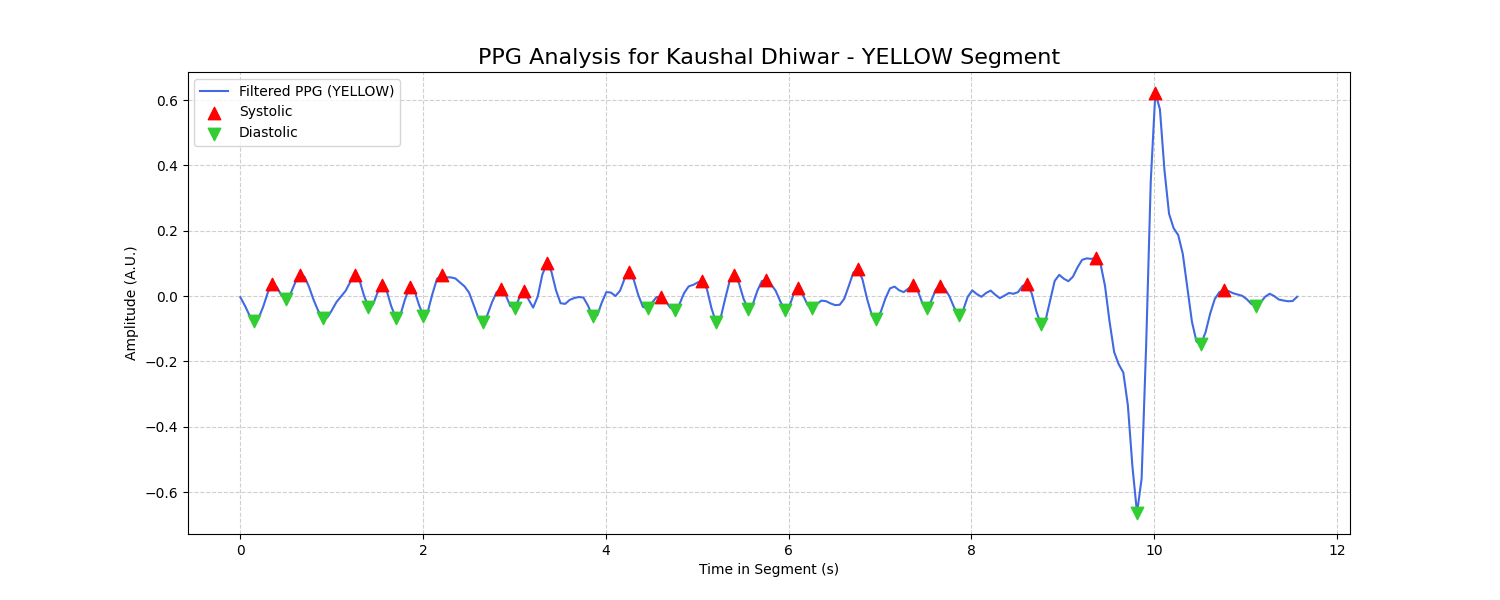 PPG Analysis for Kaushal Dhiwar - YELLOW Segment
Filtered PPG (YELLOW)
Systolic
Diastolic
Amplitude (A.U.)
0.6
0.4
0.2
0.0
−0.2
−0.4
−0.6
0 2 4 6 8 10 12
Time in Segment (s)